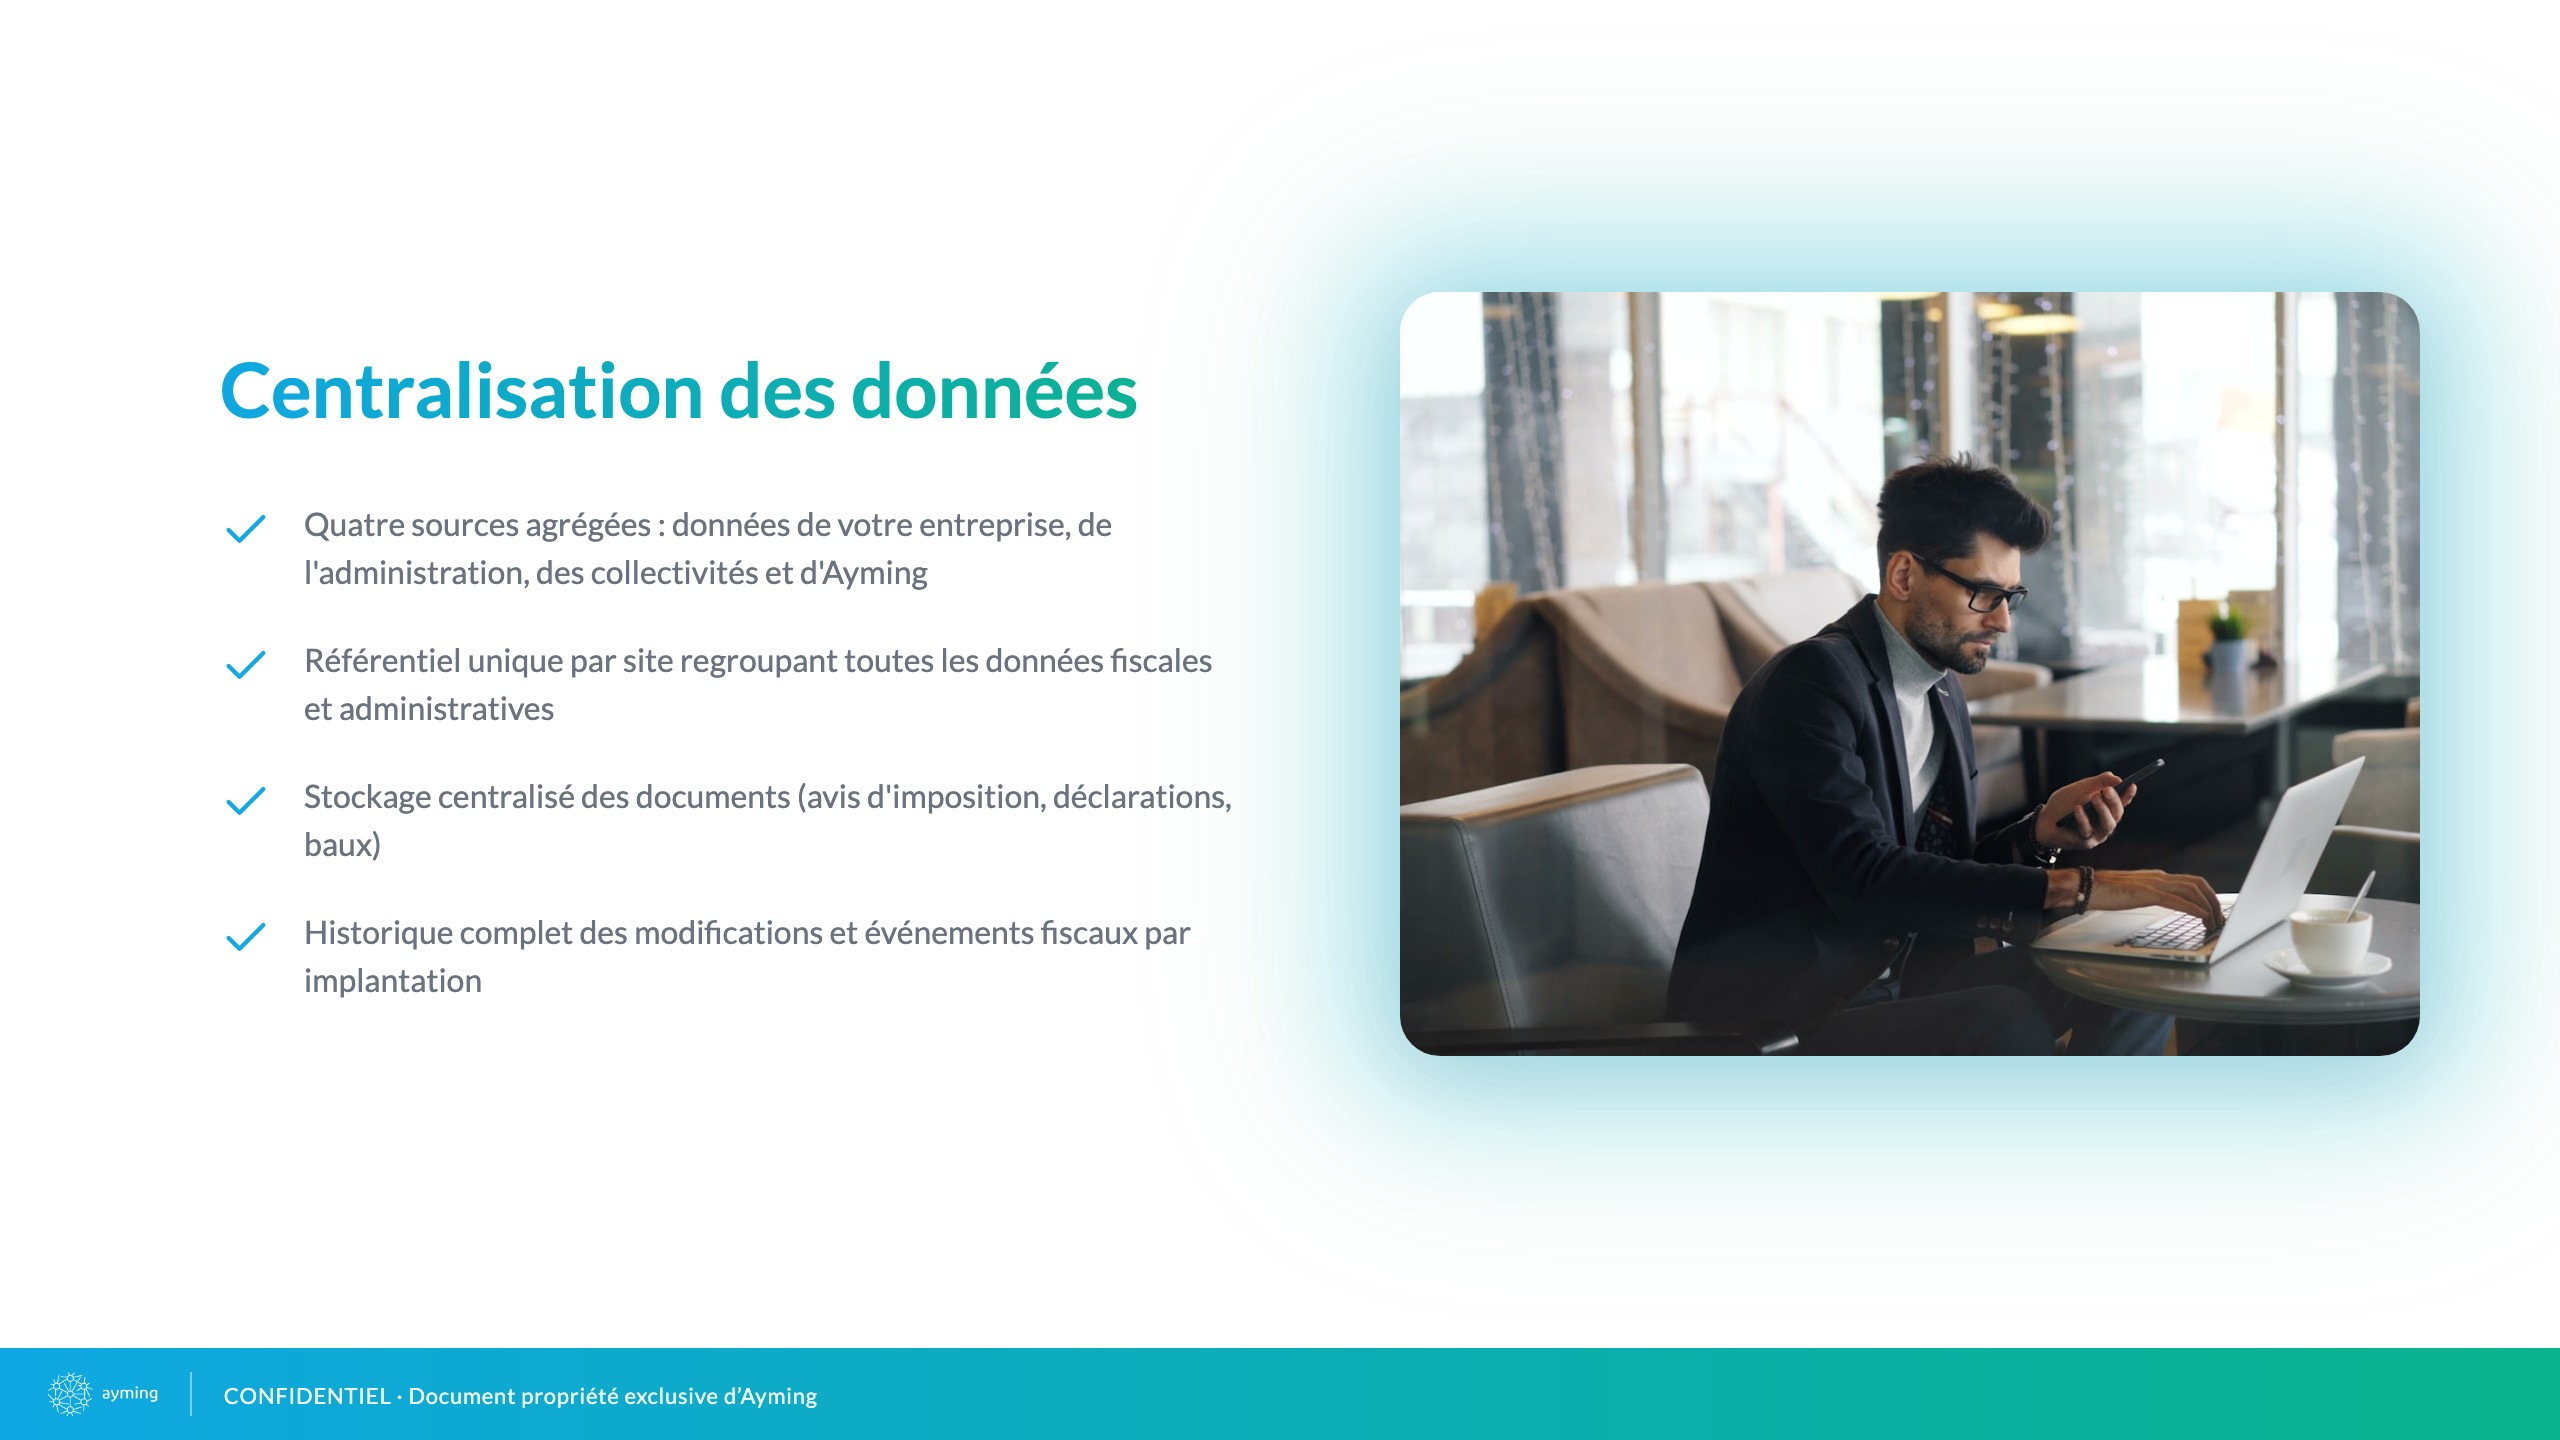 Centralisation des données
Quatre sources agrégées : données de votre entreprise, de
l'administration, des collectivités et d'Ayming
Référentiel unique par site regroupant toutes les données fiscales
et administratives
Stockage centralisé des documents (avis d'imposition, déclarations,
baux)
Historique complet des modifications et événements fiscaux par
implantation
ayming
CONFIDENTIEL · Document propriété exclusive d’Ayming